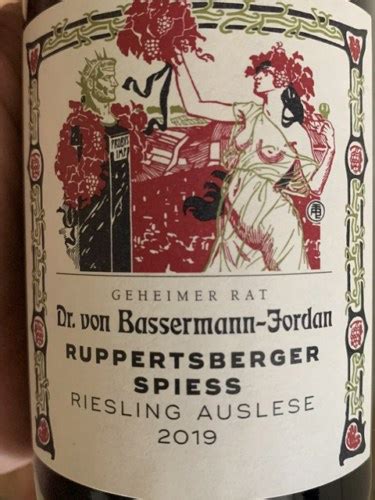 GEHEIMER RAT
Dr. von Bassermann-Jordan
RUPPERTSBERGER
SPIESS
RIESLING AUSLESE
2019